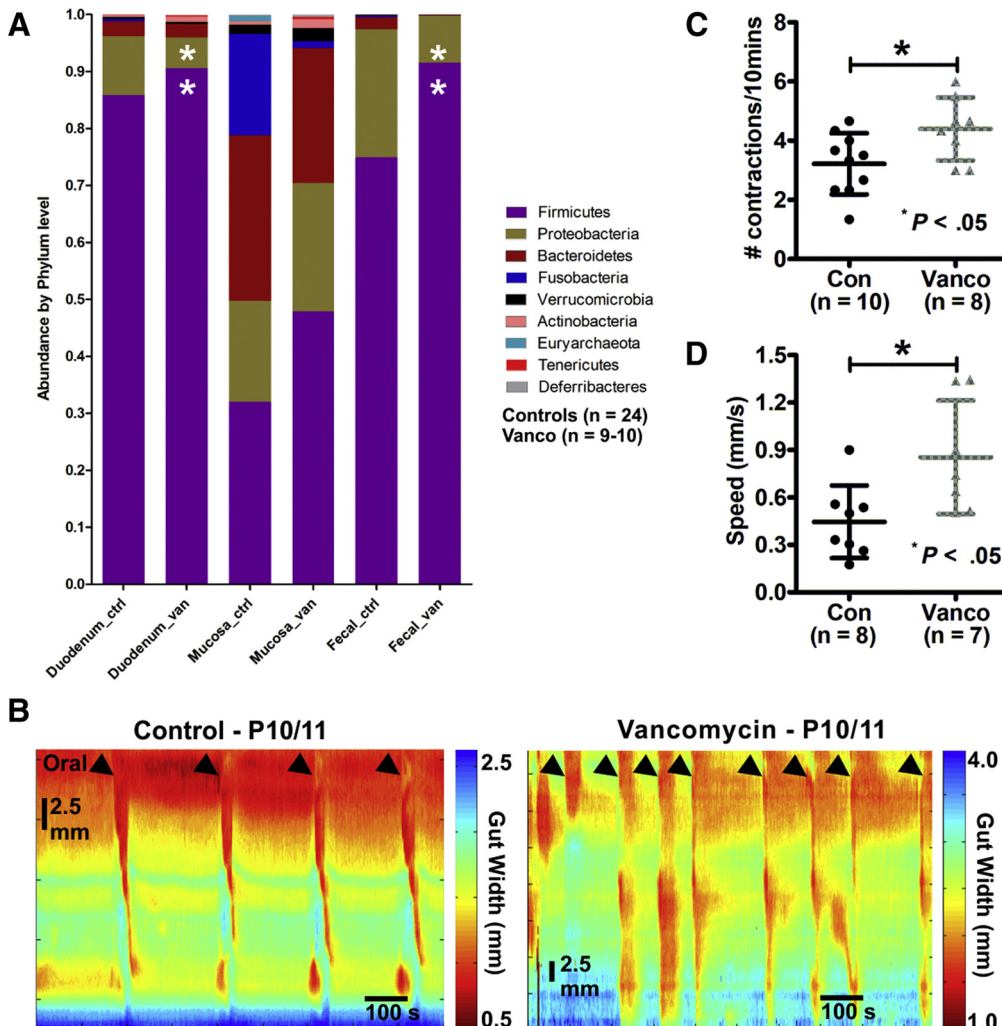 A
Abundance by Phylum level
1.0
0.9
0.8
0.7
0.6
0.5
0.4
0.3
0.2
0.1
0.0
Duodenum_ctrl
Duodenum_van
Mucosa_ctrl
Mucosa_van
Fecal_ctrl
Fecal_van
*
*
*
*
Firmicutes
Proteobacteria
Bacteroidetes
Fusobacteria
Verrucomicrobia
Actinobacteria
Euryarchaeota
Tenericutes
Deferribacteres
Controls (n = 24)
Vanco (n = 9-10)
C
# contractions/10mins
8
6
4
2
0
*
* P < .05
Con
(n = 10)
Vanco
(n = 8)
D
Speed (mm/s)
1.5
1.2
0.9
0.6
0.3
0.0
*
* P < .05
Con
(n = 8)
Vanco
(n = 7)
B
Control - P10/11
Oral
2.5
mm
100 s
2.5
Gut Width (mm)
0.5
Vancomycin - P10/11
2.5
mm
100 s
4.0
Gut Width (mm)
1.0